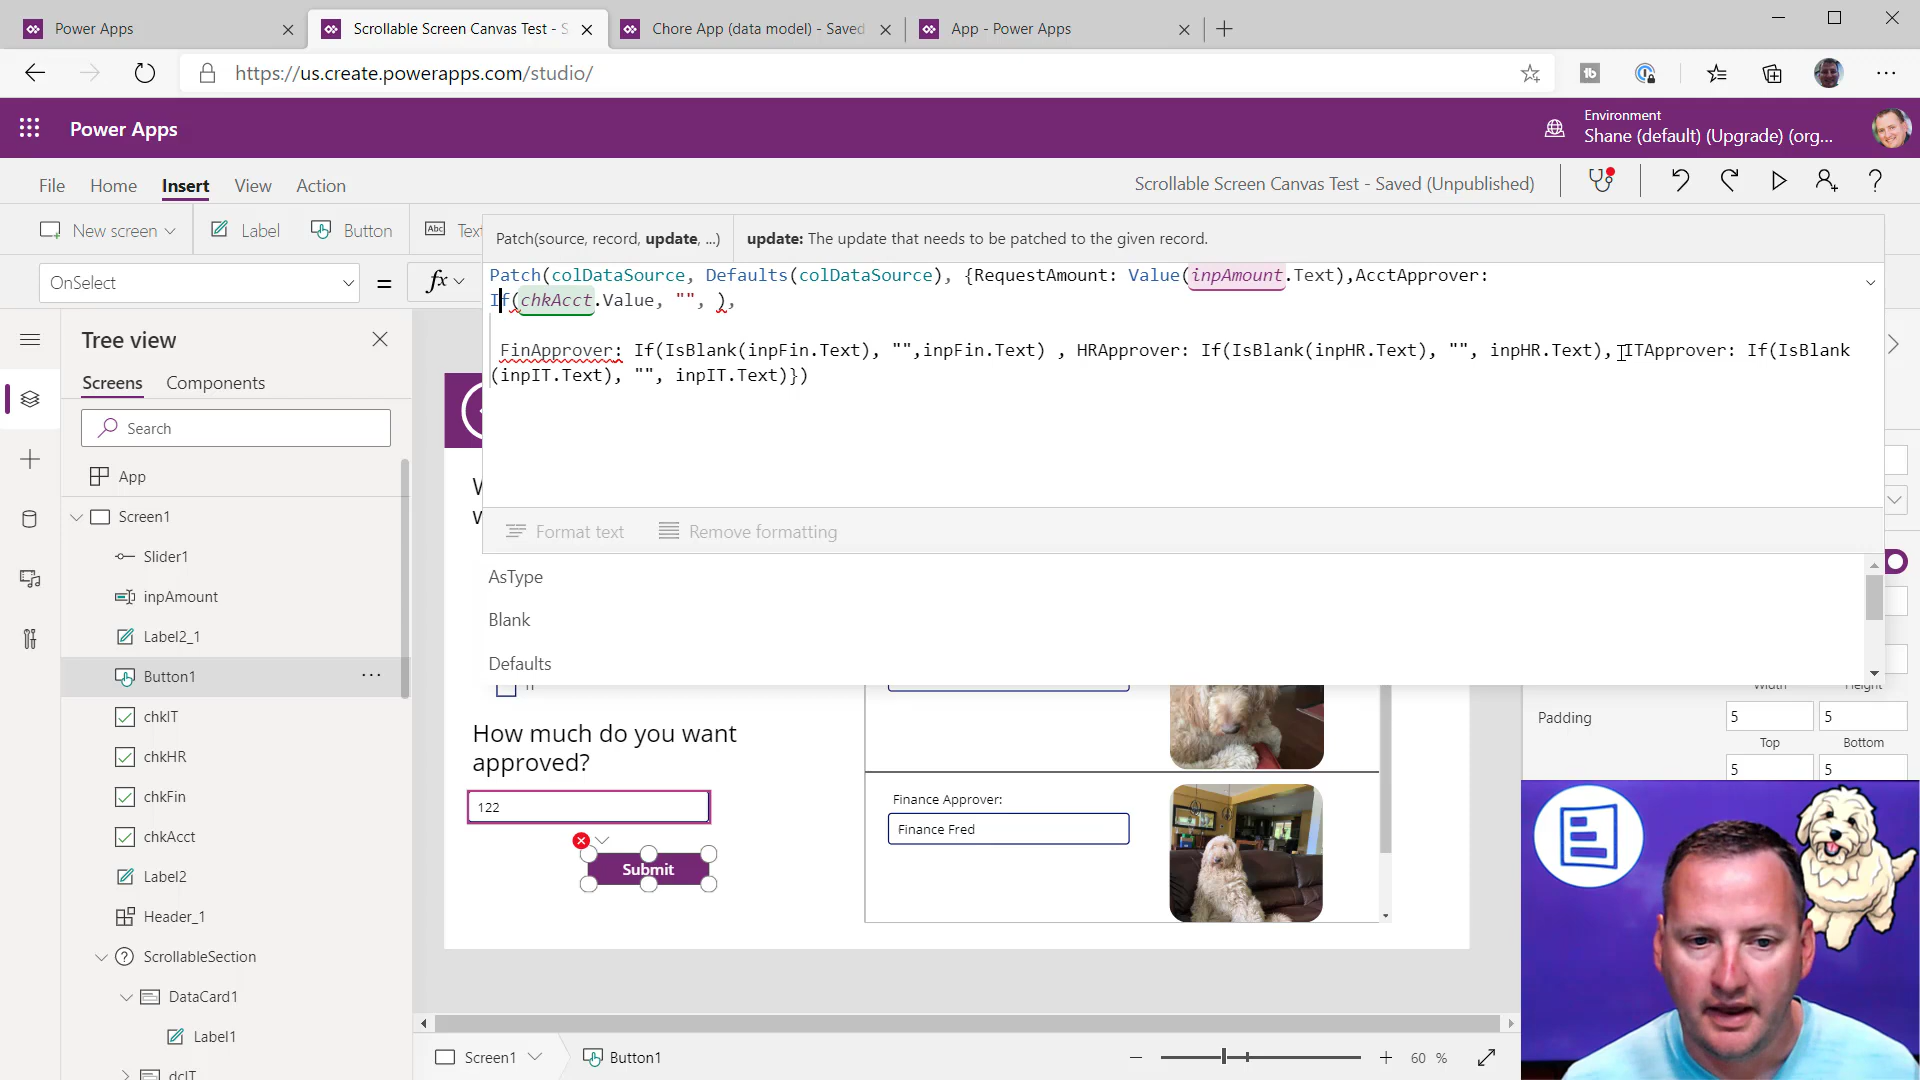 Power Apps
Scrollable Screen Canvas Test - S
Chore App (data model) - Saved
App - Power Apps
https://us.create.powerapps.com/studio/
Power Apps
Environment
Shane (default) (Upgrade) (org...
File
Home
Insert
View
Action
Scrollable Screen Canvas Test - Saved (Unpublished)
New screen
Label
Button
Abc
Patch(source, record, update, ...)
update: The update that needs to be patched to the given record.
OnSelect
=
fx
Patch(colDataSource, Defaults(colDataSource), {RequestAmount: Value(inpAmount.Text),AcctApprover:
If(chkAcct.Value, "", ),
FinApprover: If(IsBlank(inpFin.Text), "",inpFin.Text) , HRApprover: If(IsBlank(inpHR.Text), "", inpHR.Text), ITApprover: If(IsBlank
(inpIT.Text), "", inpIT.Text)})
Format text
Remove formatting
AsType
Blank
Defaults
Tree view
Screens
Components
Search
App
Screen1
Slider1
inpAmount
Label2_1
Button1
chkIT
chkHR
chkFin
chkAcct
Label2
Header_1
ScrollableSection
DataCard1
Label1
dcIT
How much do you want
approved?
122
Submit
Finance Approver:
Finance Fred
Width
Height
Padding
5
5
Top
Bottom
5
5
Screen1
Button1
60 %